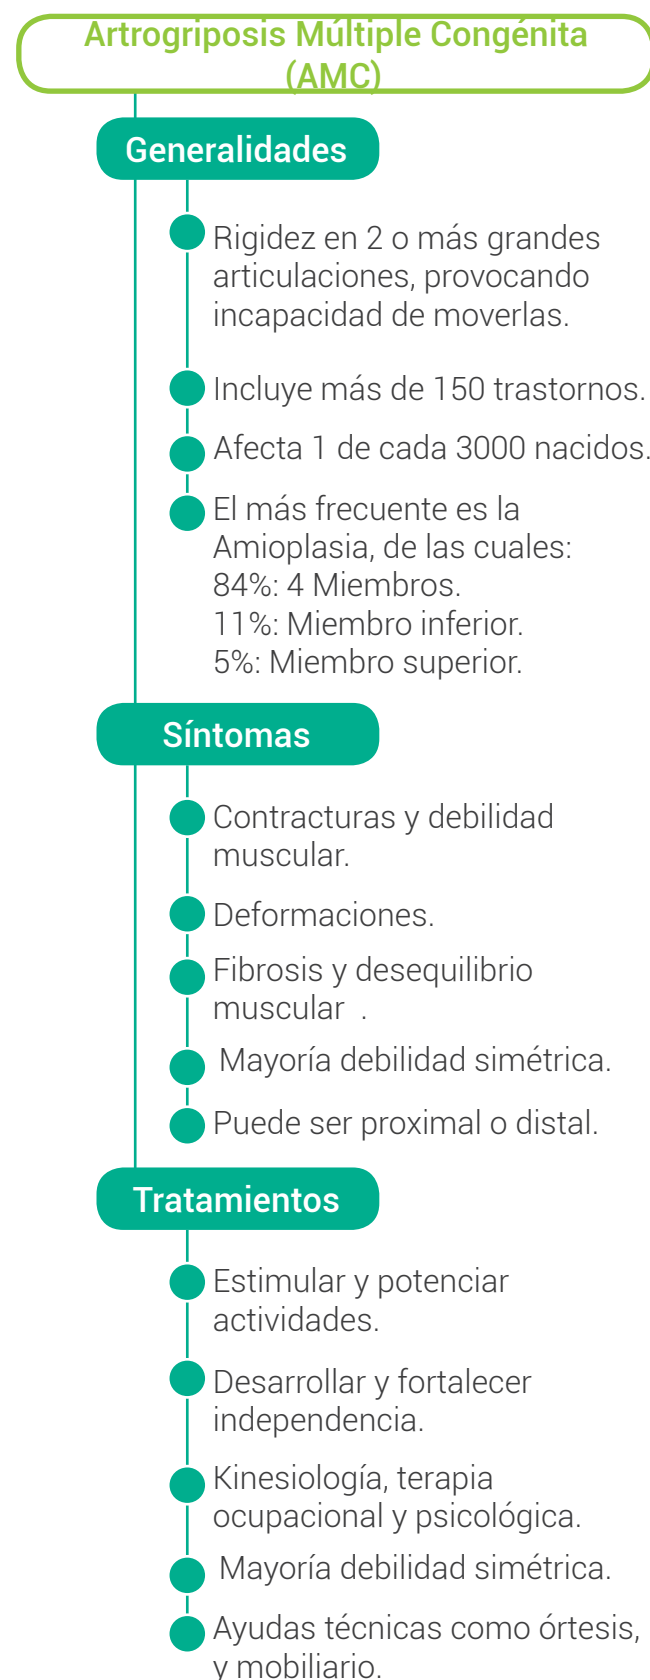 Artrogriposis Múltiple Congénita
(AMC)
Generalidades
Rigidez en 2 o más grandes
articulaciones, provocando
incapacidad de moverlas.
Incluye más de 150 trastornos.
Afecta 1 de cada 3000 nacidos.
El más frecuente es la
Amioplasia, de las cuales:
84%: 4 Miembros.
11%: Miembro inferior.
5%: Miembro superior.
Síntomas
Contracturas y debilidad
muscular.
Deformaciones.
Fibrosis y desequilibrio
muscular  .
Mayoría debilidad simétrica.
Puede ser proximal o distal.
Tratamientos
Estimular y potenciar
actividades.
Desarrollar y fortalecer
independencia.
Kinesiología, terapia
ocupacional y psicológica.
Mayoría debilidad simétrica.
Ayudas técnicas como órtesis,
y mobiliario.